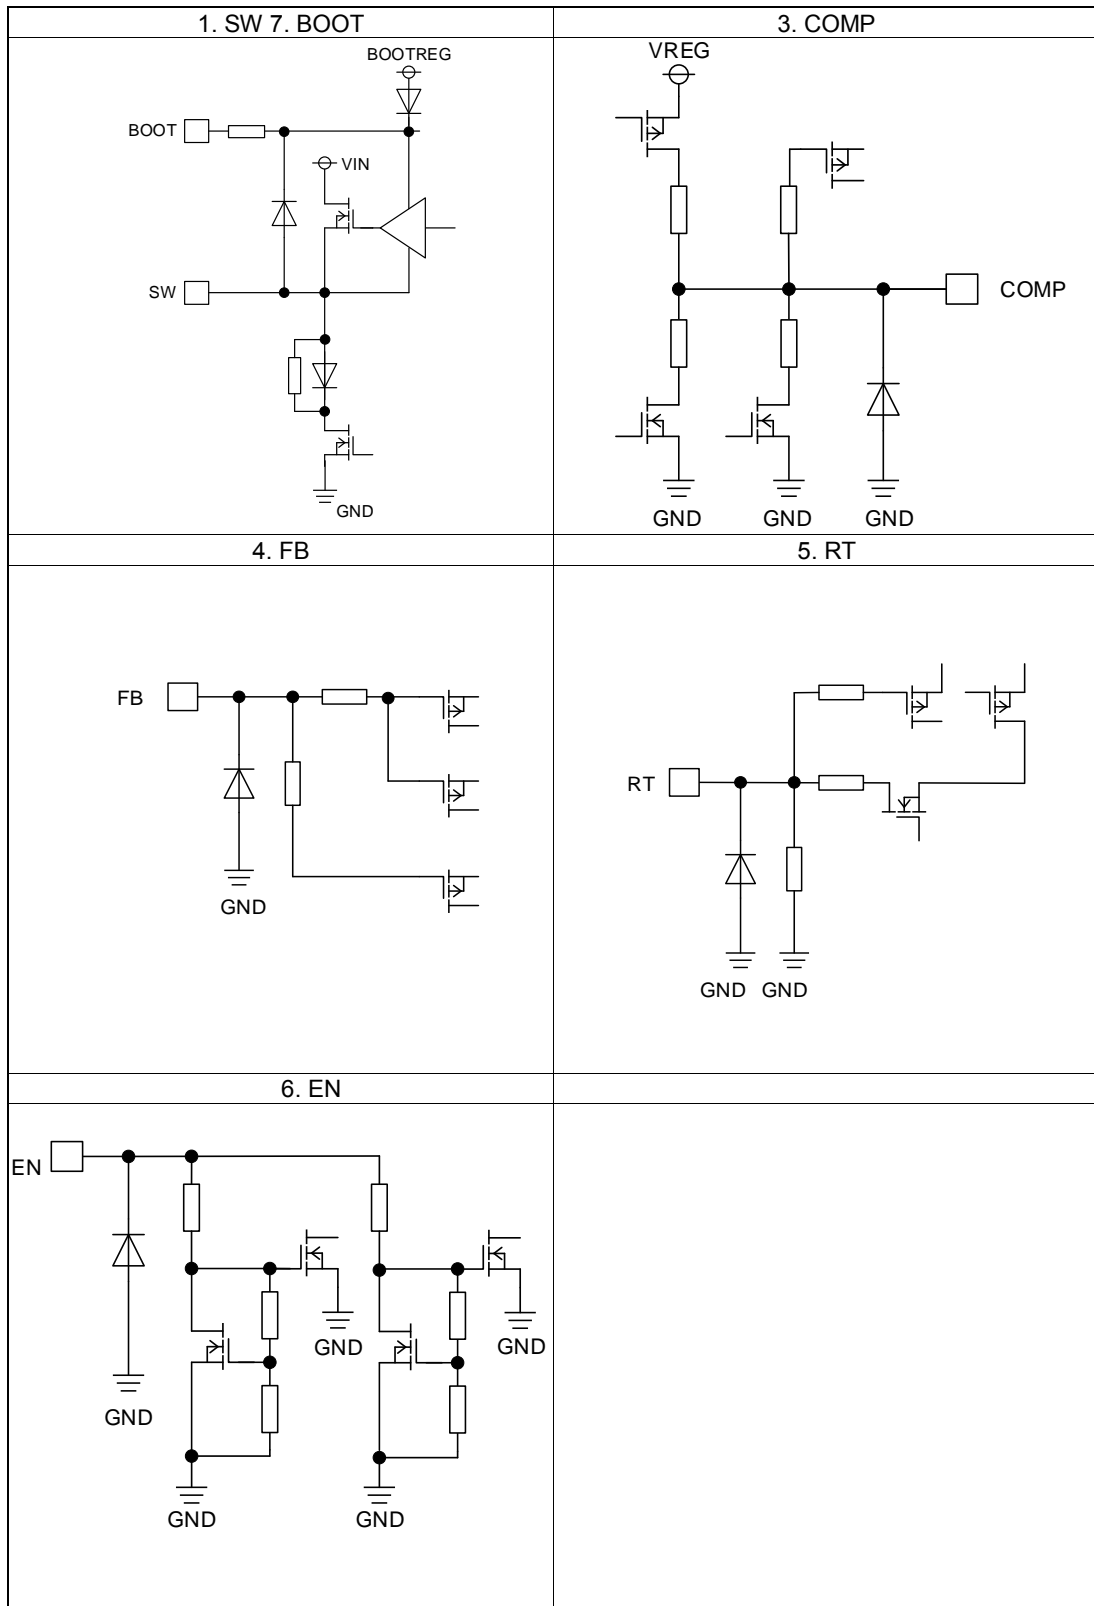 1. SW 7. BOOT
3. COMP
BOOTREG
BOOT
VIN
SW
GND
VREG
COMP
GND
GND
GND
4. FB
5. RT
FB
GND
RT
GND
GND
6. EN
EN
GND
GND
GND
GND
GND